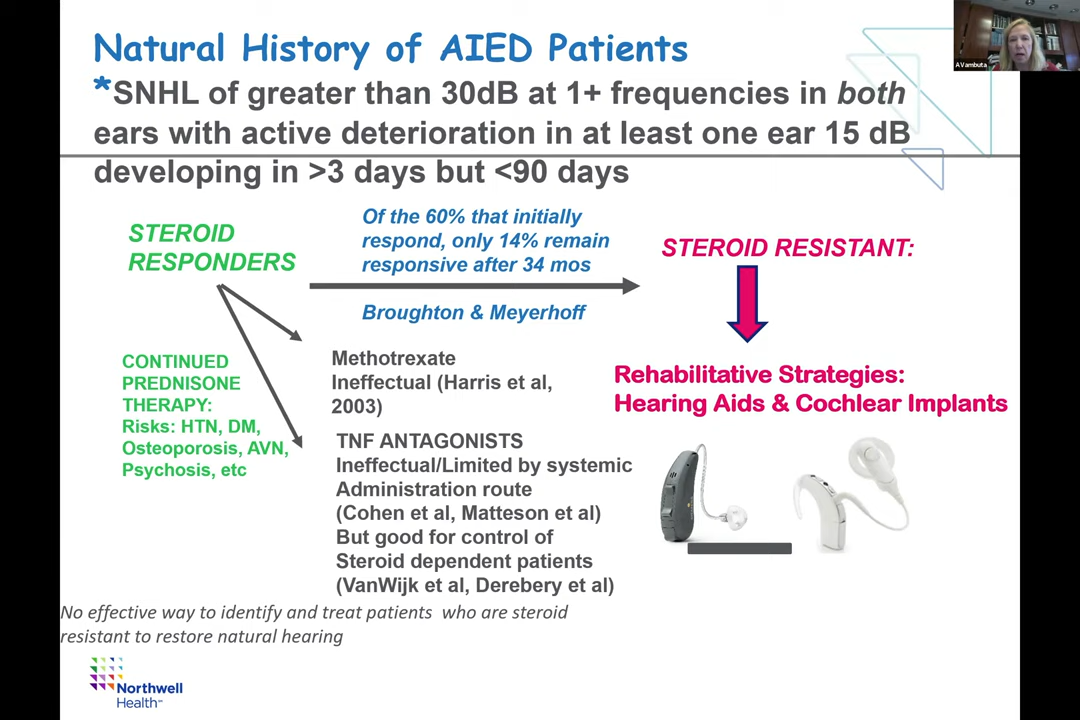 Natural History of AIED Patients
*SNHL of greater than 30dB at 1+ frequencies in both
ears with active deterioration in at least one ear 15 dB
developing in >3 days but <90 days
AVambuta
STEROID
RESPONDERS
Of the 60% that initially
respond, only 14% remain
responsive after 34 mos
Broughton & Meyerhoff
STEROID RESISTANT:
CONTINUED
PREDNISONE
THERAPY:
Risks: HTN, DM,
Osteoporosis, AVN,
Psychosis, etc
Methotrexate
Ineffectual (Harris et al,
2003)
TNF ANTAGONISTS
Ineffectual/Limited by systemic
Administration route
(Cohen et al, Matteson et al)
But good for control of
Steroid dependent patients
(VanWijk et al, Derebery et al)
Rehabilitative Strategies:
Hearing Aids & Cochlear Implants
No effective way to identify and treat patients who are steroid
resistant to restore natural hearing
Northwell
Health℠